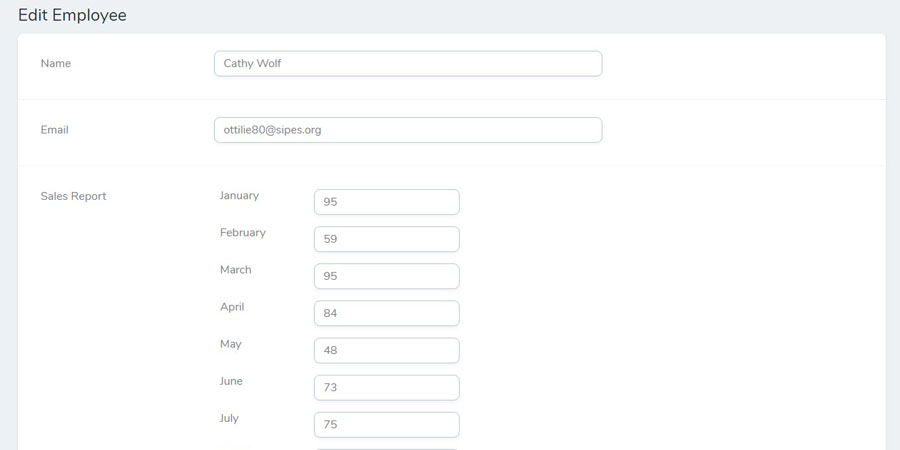 Edit Employee
Name Cathy Wolf
Email ottilie80@sipes.org
Sales Report January 95
February 59
March 95
April 84
May 48
June 73
July 75